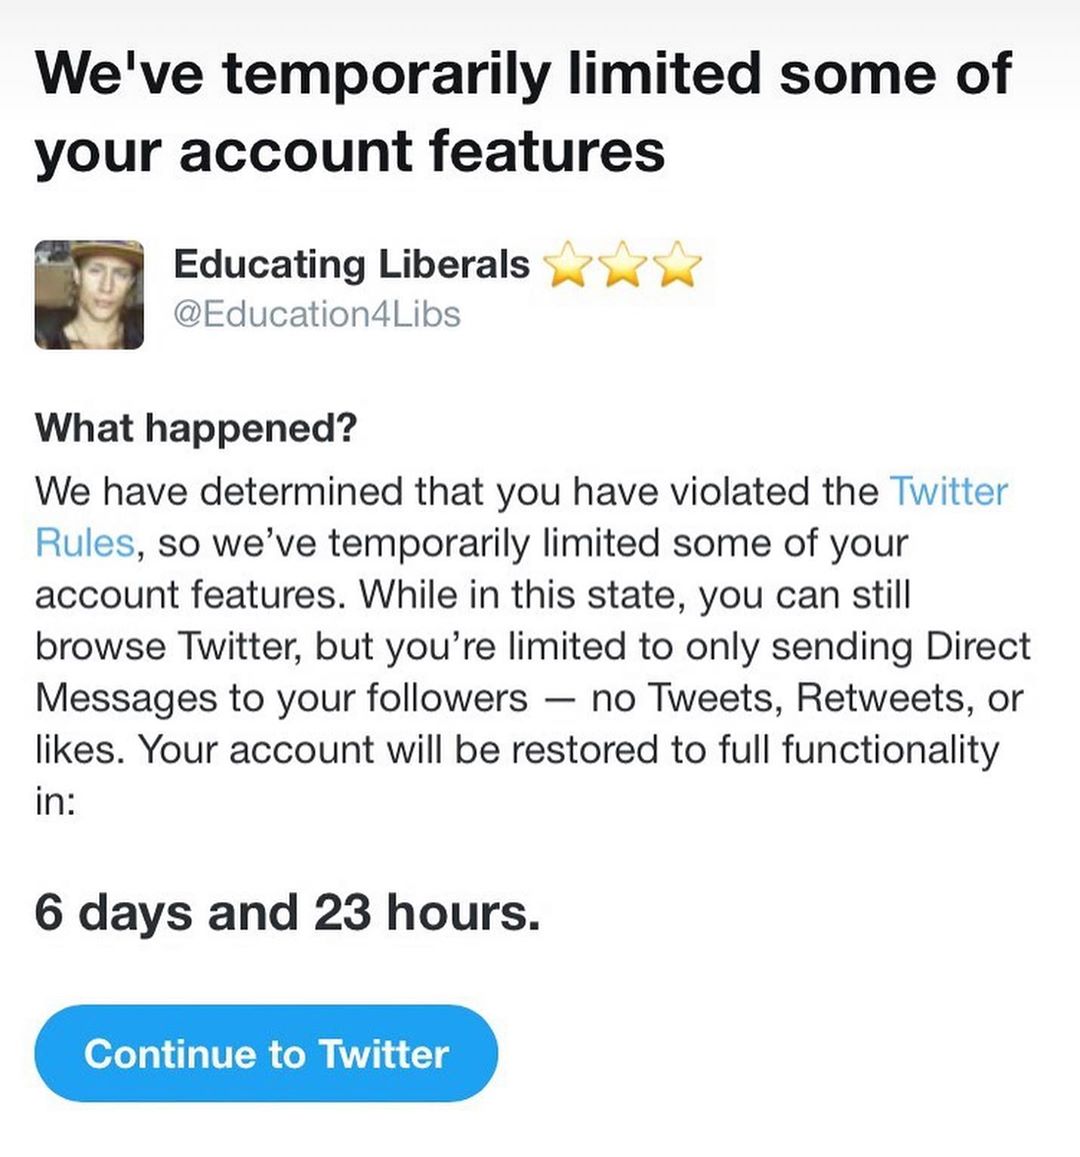 We've temporarily limited some of
your account features
Educating Liberals ⭐⭐⭐
@Education4Libs
What happened?
We have determined that you have violated the Twitter
Rules, so we’ve temporarily limited some of your
account features. While in this state, you can still
browse Twitter, but you’re limited to only sending Direct
Messages to your followers — no Tweets, Retweets, or
likes. Your account will be restored to full functionality
in:
6 days and 23 hours.
Continue to Twitter